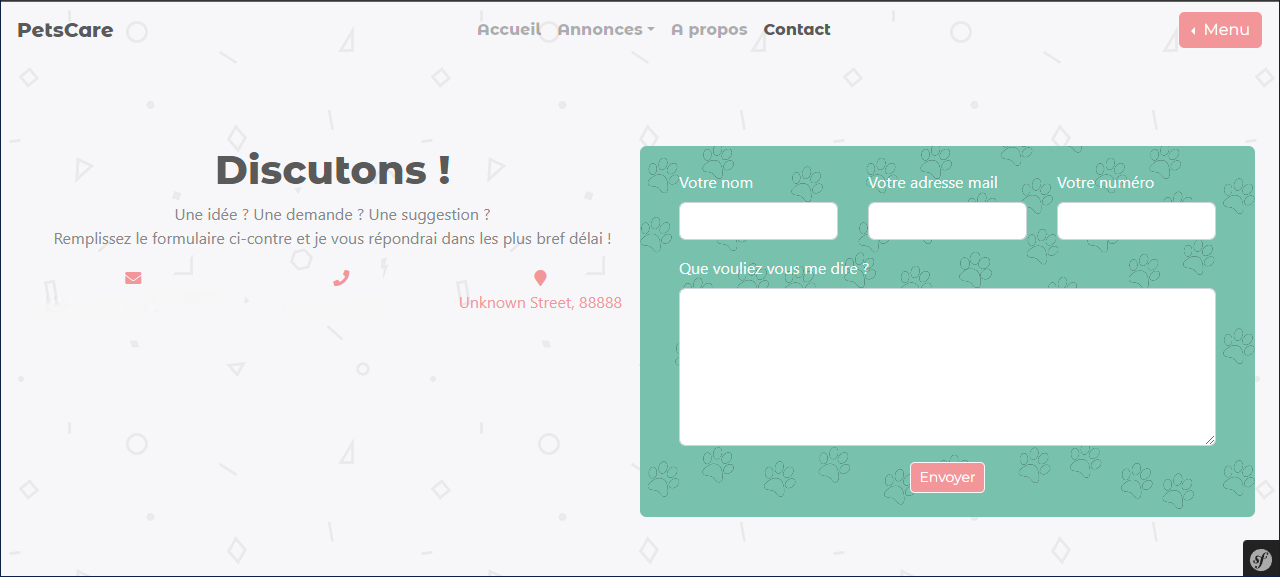 PetsCare
Accueil Annonces A propos Contact
Menu
Discutons !
Une idée ? Une demande ? Une suggestion ?
Remplissez le formulaire ci-contre et je vous répondrai dans les plus bref délai !
Unknown Street, 88888
Votre nom
Votre adresse mail
Votre numéro
Que vouliez vous me dire ?
Envoyer
sf